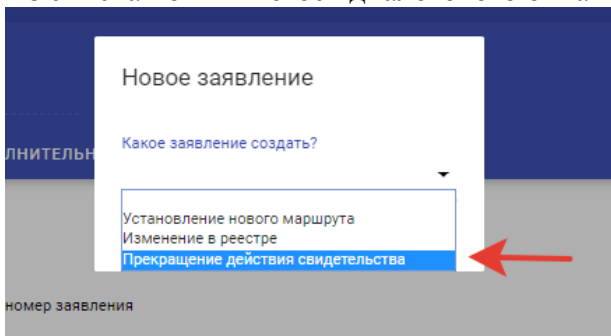 Новое заявление
ЛНИТЕЛЬН
Какое заявление создать?
Установление нового маршрута
Изменение в реестре
Прекращение действия свидетельства
номер заявления